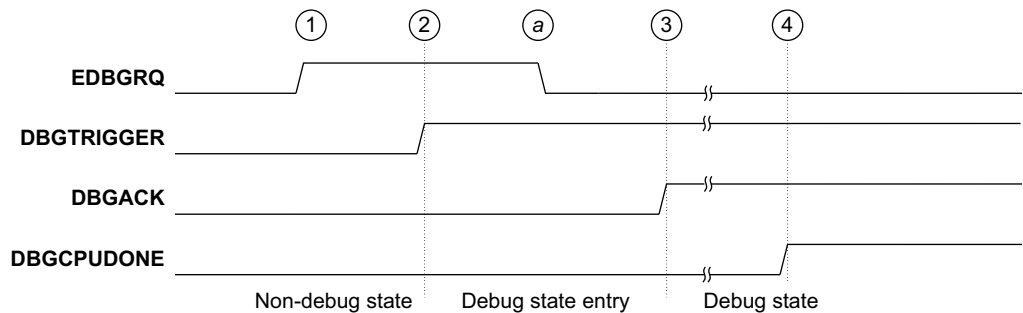 1 2 a 3 4
EDBGRQ
DBGTRIGGER
DBGACK
DBGCPUDONE
Non-debug state Debug state entry Debug state